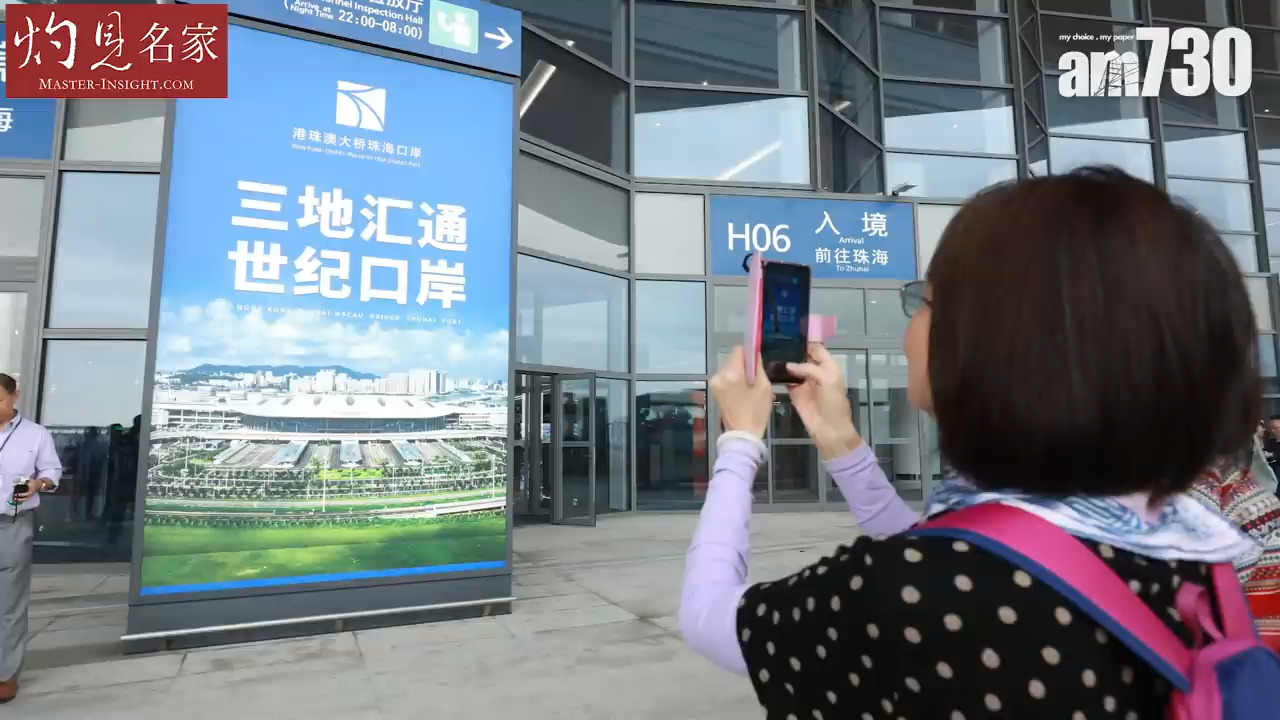 灼見名家
MASTER-INSIGHT.COM
my choice . my paper
am730
Arrive at
Night Time 22:00-08:00)
港珠澳大桥珠海口岸
三地汇通
世纪口岸
H06
入境
Arrival
前往珠海
To Zhuhai